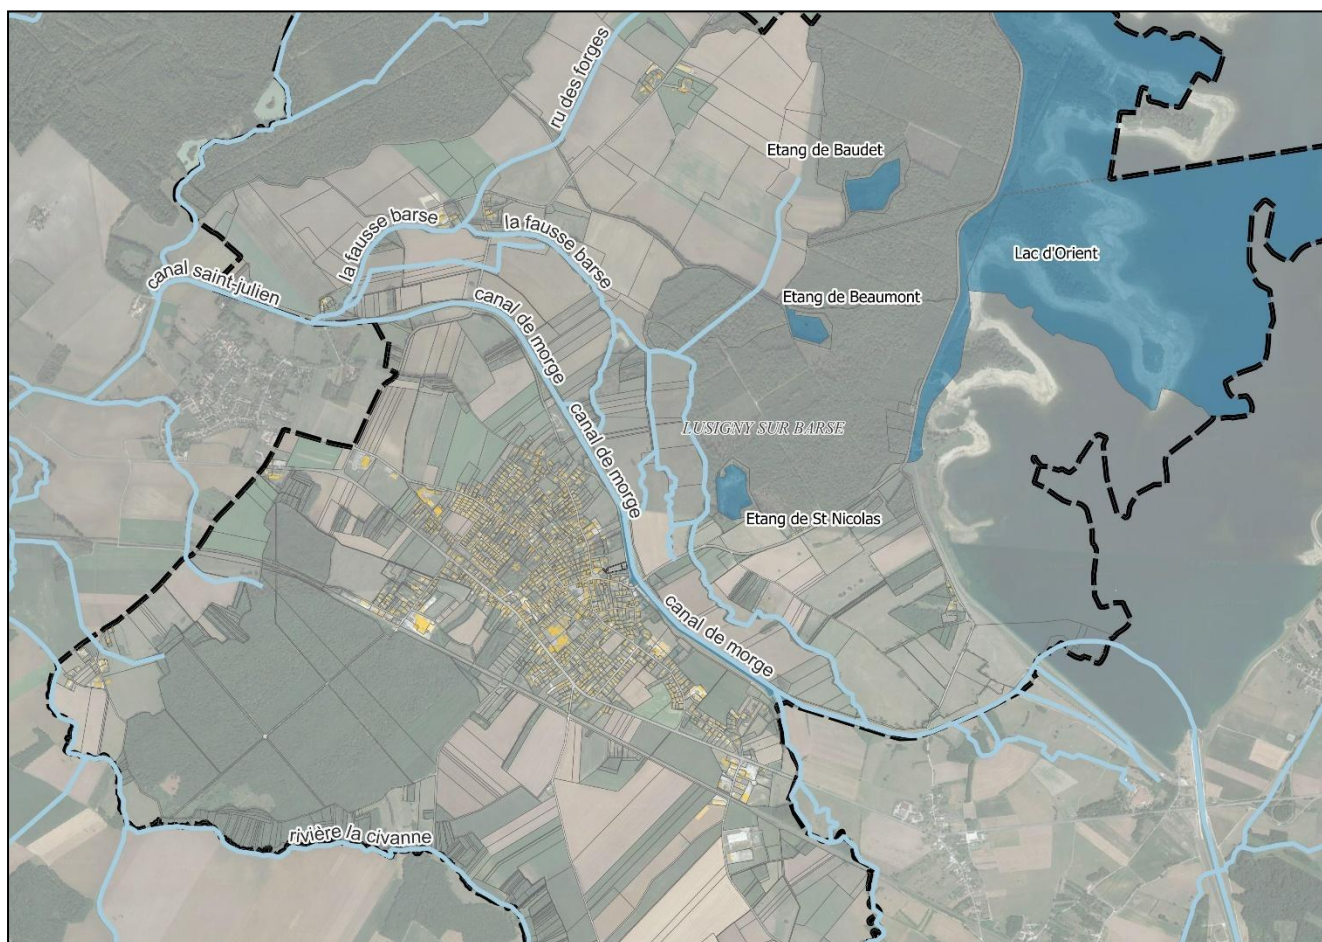 ru des forges
Etang de Baudet
la fausse barse
la fausse barse
Lac d'Orient
canal saint-julien
Etang de Beaumont
canal de morge
canal de morge
LUSIGNY SUR BARSE
Etang de St Nicolas
canal de morge
rivière la civanne